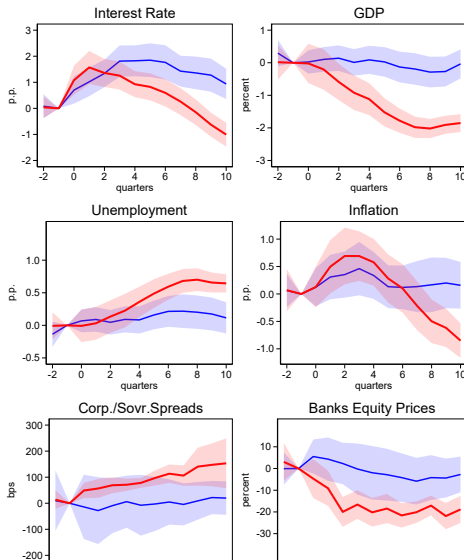 Interest Rate
3
2
1
0
-1
-2
p.p.
-2 0 2 4 6 8 10
quarters
GDP
1
0
-1
-2
-3
percent
-2 0 2 4 6 8 10
quarters
Unemployment
1.0
0.5
0.0
-0.5
p.p.
-2 0 2 4 6 8 10
quarters
Inflation
1.0
0.5
0.0
-0.5
-1.0
p.p.
-2 0 2 4 6 8 10
quarters
Corp./Sovr.Spreads
300
200
100
0
-100
-200
bps
Banks Equity Prices
10
0
-10
-20
-30
percent